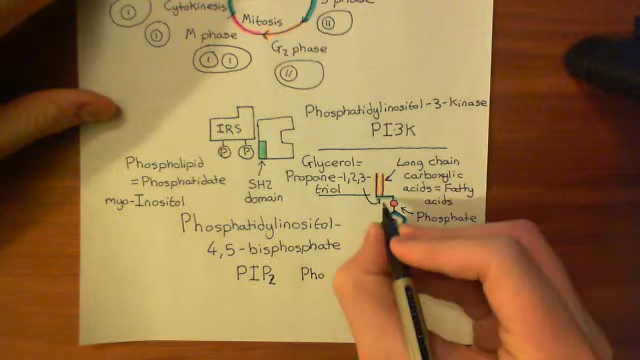 Cytokinesis
S phase
Mitosis
M phase
G2 phase
Phosphatidylinositol-3-kinase
PI3K
IRS
P P
SH2
domain
Phospholipid
= Phosphatidate
myo-Inositol
Glycerol=
Propane-1,2,3-
triol
Long chain
carboxylic
acids = Fatty
acids
Phosphate
Phosphatidylinositol-
4,5-bisphosphate
PIP2 Pho